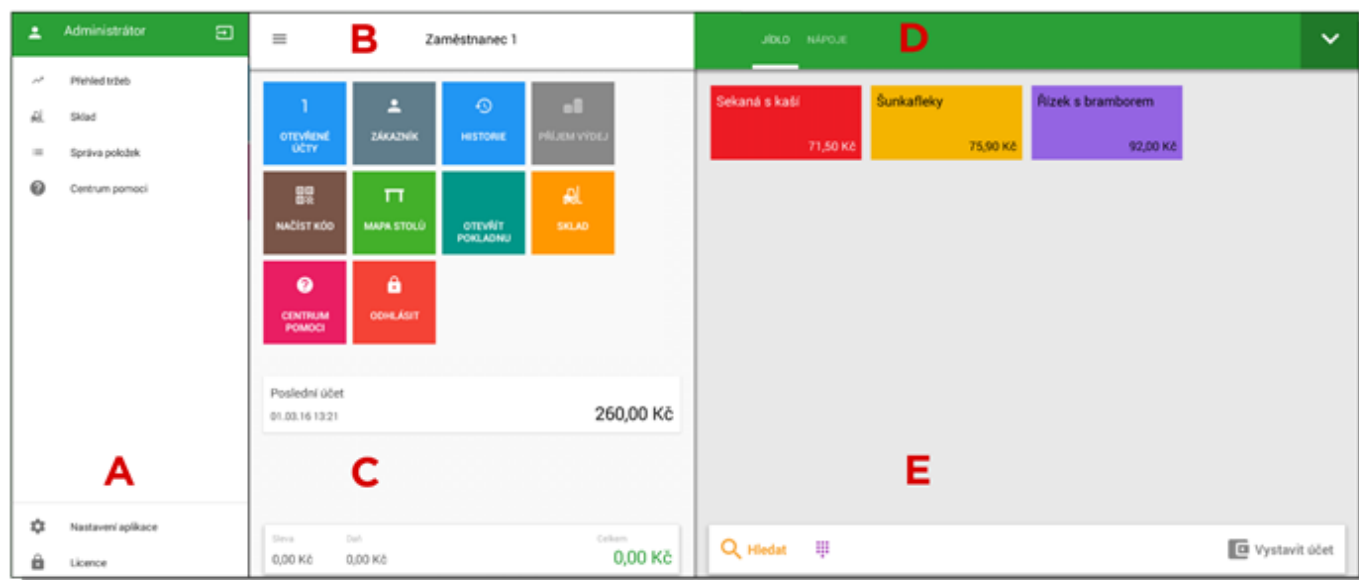 Administrátor
Přehled tržeb
Sklad
Správa položek
Centrum pomoci
A
Nastavení aplikace
Licence
B
Zaměstnanec 1
1
OTEVŘENÉ
ÚČTY
ZÁKAZNÍK
HISTORIE
PŘÍJEM VÝDEJ
NAČÍST KÓD
MAPA STOLŮ
OTEVŘÍT
POKLADNU
SKLAD
CENTRUM
POMOCI
ODHLÁSIT
Poslední účet
01.03.16 13:21
260,00 Kč
C
Sleva
Daň
Celkem
0,00 Kč
0,00 Kč
0,00 Kč
JÍDLO
NÁPOJE
D
Sekaná s kaší
71,50 Kč
Šunkafleky
75,90 Kč
Řízek s bramborem
92,00 Kč
E
Hledat
Vystavit účet